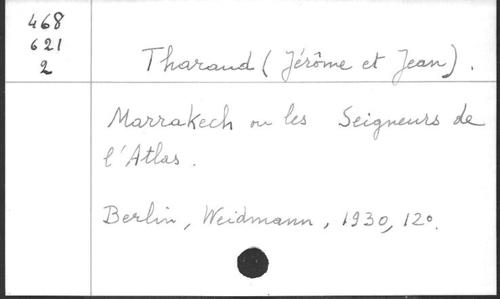 468
621
2
Tharaud (Jérôme et Jean).
Marrakech ou les Seigneurs de
l'Atlas.
Berlin, Weidmann, 1930, 12°.